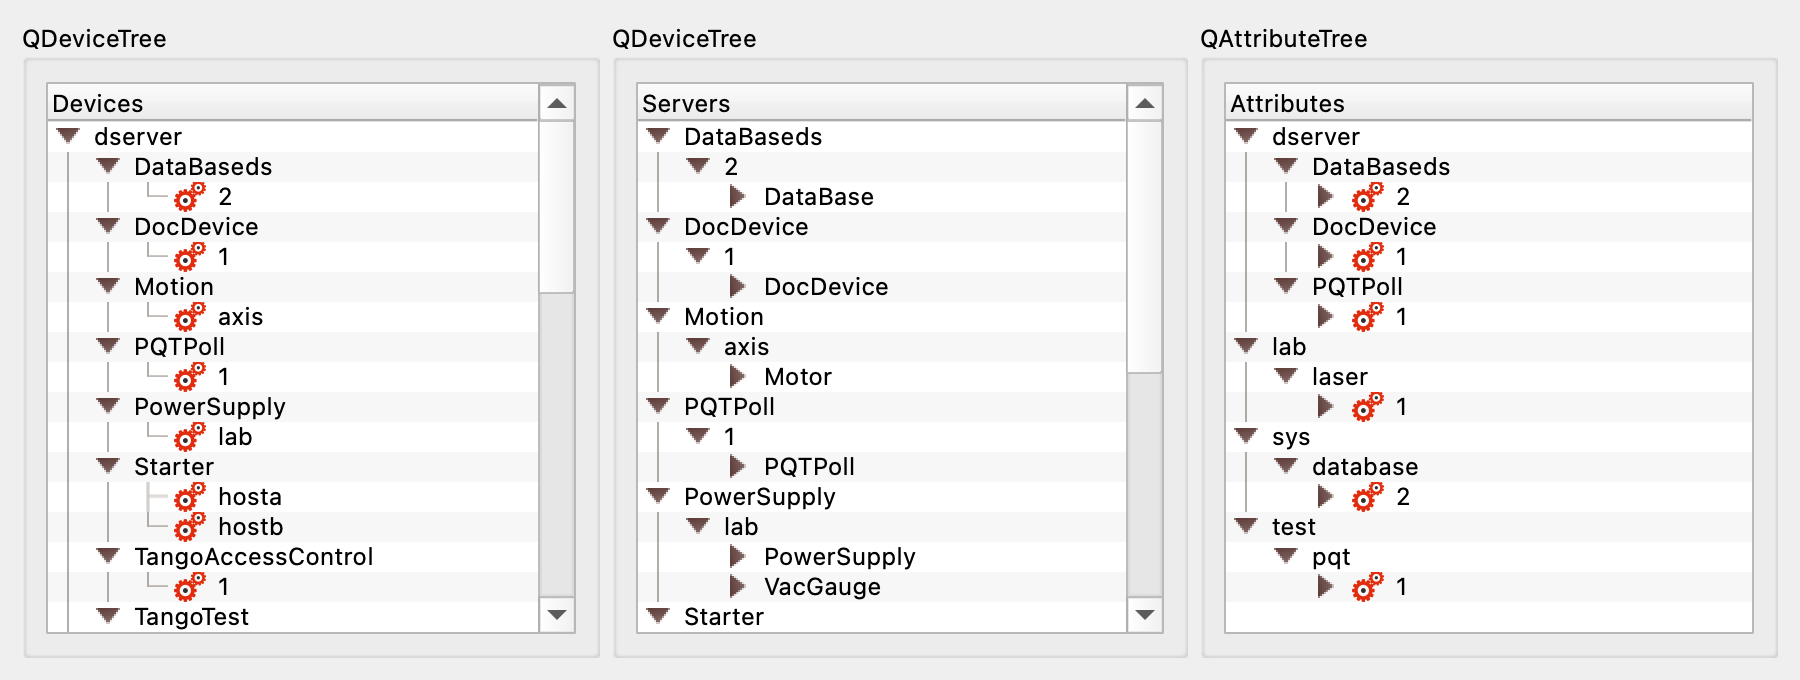 QDeviceTree
Devices
dserver
DataBaseds
2
DocDevice
1
Motion
axis
PQTPoll
1
PowerSupply
lab
Starter
hosta
hostb
TangoAccessControl
1
TangoTest
QDeviceTree
Servers
DataBaseds
2
DataBase
DocDevice
1
DocDevice
Motion
axis
Motor
PQTPoll
1
PQTPoll
PowerSupply
lab
PowerSupply
VacGauge
Starter
QAttributeTree
Attributes
dserver
DataBaseds
2
DocDevice
1
PQTPoll
1
lab
laser
1
sys
database
2
test
pqt
1